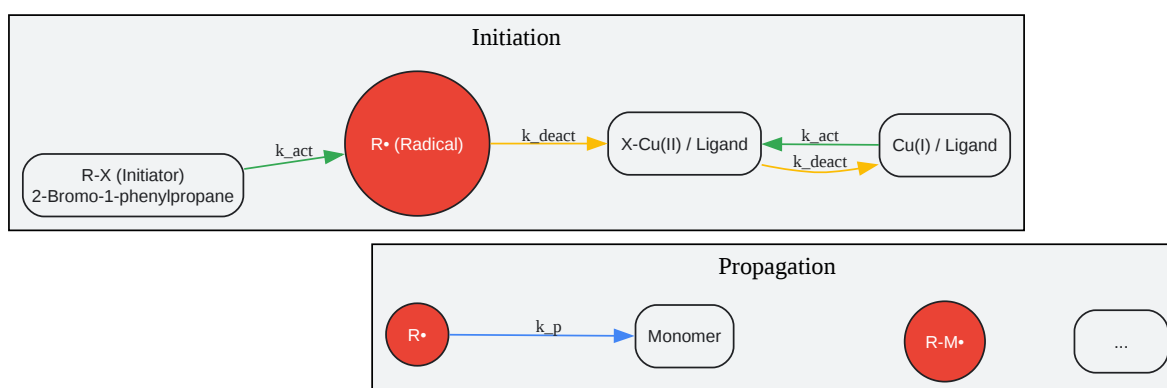 Initiation
R-X (Initiator)
2-Bromo-1-phenylpropane
k_act
R• (Radical)
k_deact
X-Cu(II) / Ligand
k_act
k_deact
Cu(I) / Ligand
Propagation
R•
k_p
Monomer
R-M•
...